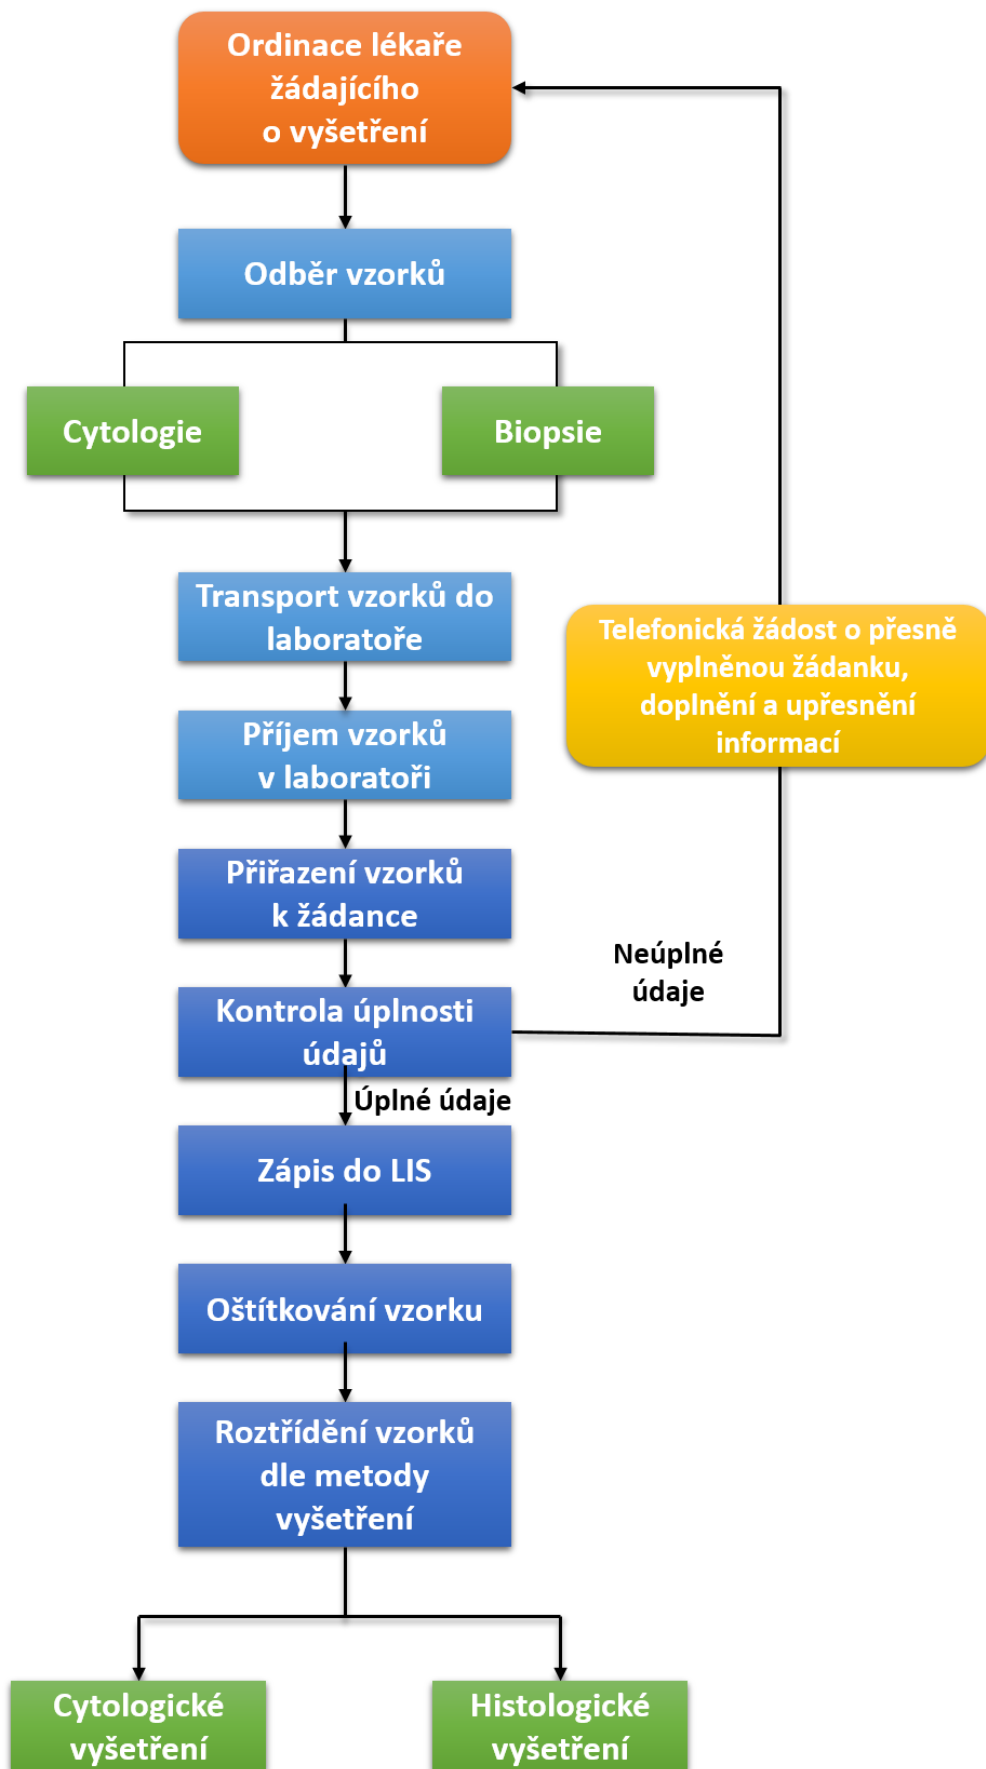 Ordinace lékaře
žádajícího
o vyšetření
Odběr vzorků
Cytologie
Biopsie
Transport vzorků do
laboratoře
Telefonická žádost o přesně
vyplněnou žádanku,
doplnění a upřesnění
informací
Příjem vzorků
v laboratoři
Přiřazení vzorků
k žádance
Neúplné
údaje
Kontrola úplnosti
údajů
Úplné údaje
Zápis do LIS
Oštítkování vzorku
Roztřídění vzorků
dle metody
vyšetření
Cytologické
vyšetření
Histologické
vyšetření